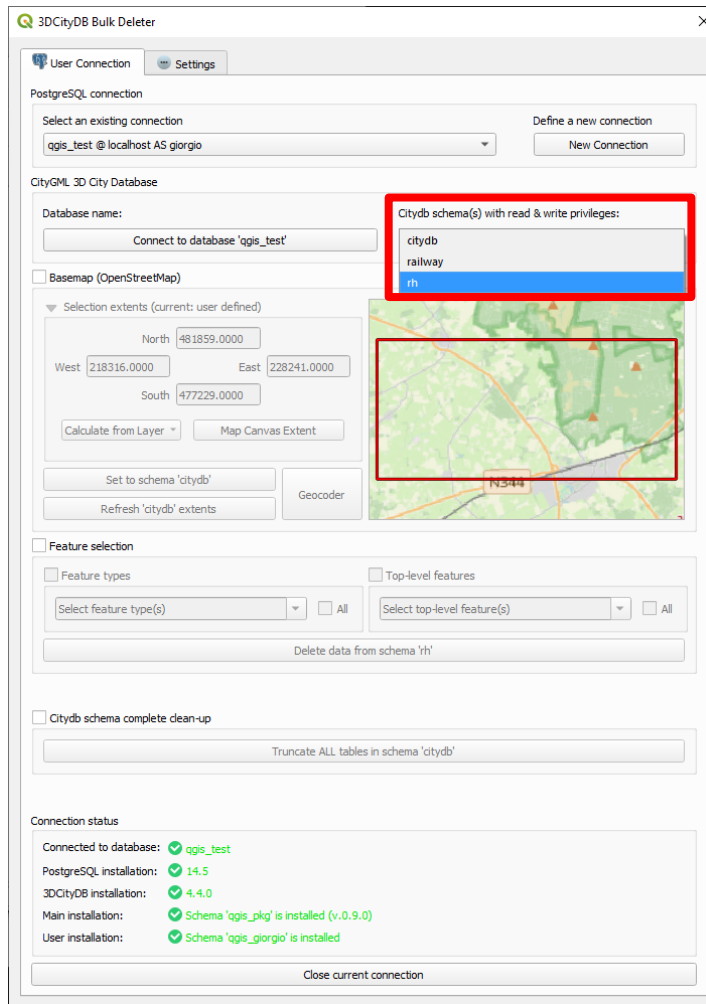 3DCityDB Bulk Deleter
User Connection
Settings
PostgreSQL connection
Select an existing connection
Define a new connection
qgis_test @ localhost AS giorgio
New Connection
CityGML 3D City Database
Database name:
Citydb schema(s) with read & write privileges:
Connect to database 'qgis_test'
citydb
railway
rh
Basemap (OpenStreetMap)
Selection extents (current: user defined)
North 481859.0000
West 218316.0000 East 228241.0000
South 477229.0000
Calculate from Layer
Map Canvas Extent
Set to schema 'citydb'
Geocoder
Refresh 'citydb' extents
N344
Feature selection
Feature types
Top-level features
Select feature type(s)
All
Select top-level feature(s)
All
Delete data from schema 'rh'
Citydb schema complete clean-up
Truncate ALL tables in schema 'citydb'
Connection status
Connected to database: qgis_test
PostgreSQL installation: 14.5
3DCityDB installation: 4.4.0
Main installation: Schema 'qgis_pkg' is installed (v.0.9.0)
User installation: Schema 'qgis_giorgio' is installed
Close current connection